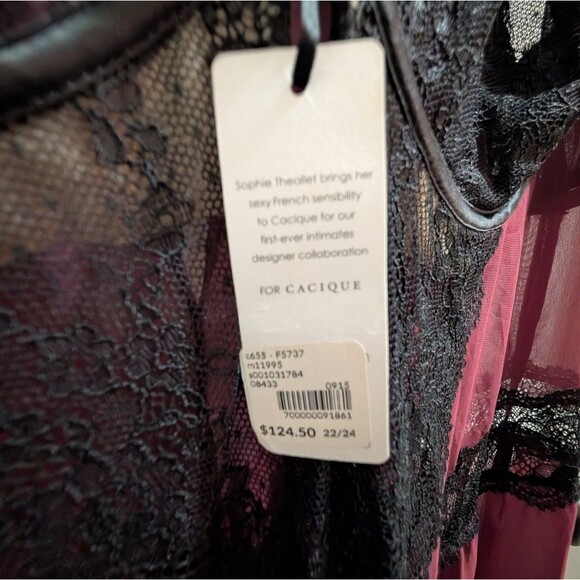 Sophie Theallet brings her
sexy French sensibility
to Cacique for our
first-ever intimates
designer collaboration
FOR CACIQUE
c655 - F5737
m11995
s001031784
08433 0915
700000091861
$124.50 22/24